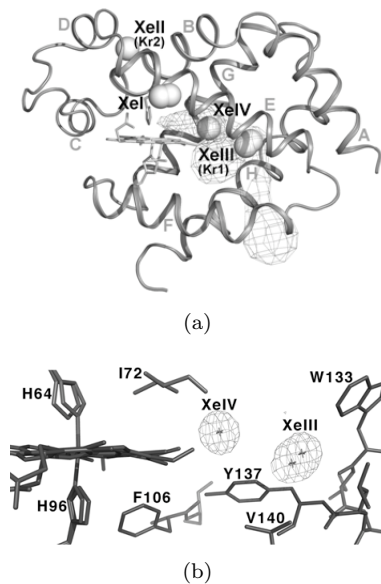 D
XeII
(Kr2)
B
G
XeI
XeIV
E
C
XeIII
(Kr1)
A
H
F
(a)
I72
W133
H64
XeIV
XeIII
Y137
H96
F106
V140
(b)